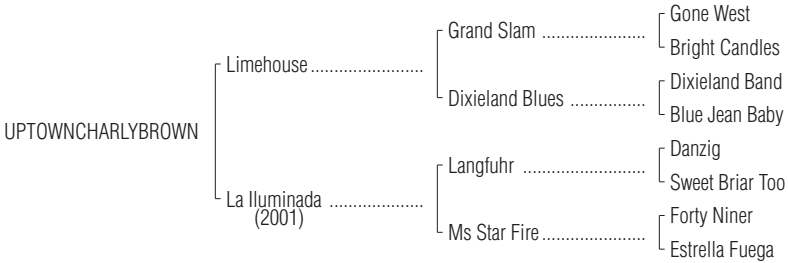 Gone West
Grand Slam ......................
Bright Candles
Limehouse ........................
Dixieland Band
Dixieland Blues ................
Blue Jean Baby
UPTOWNCHARLYBROWN
Danzig
Langfuhr ..........................
Sweet Briar Too
La Iluminada ....................
(2001)
Forty Niner
Ms Star Fire ......................
Estrella Fuega